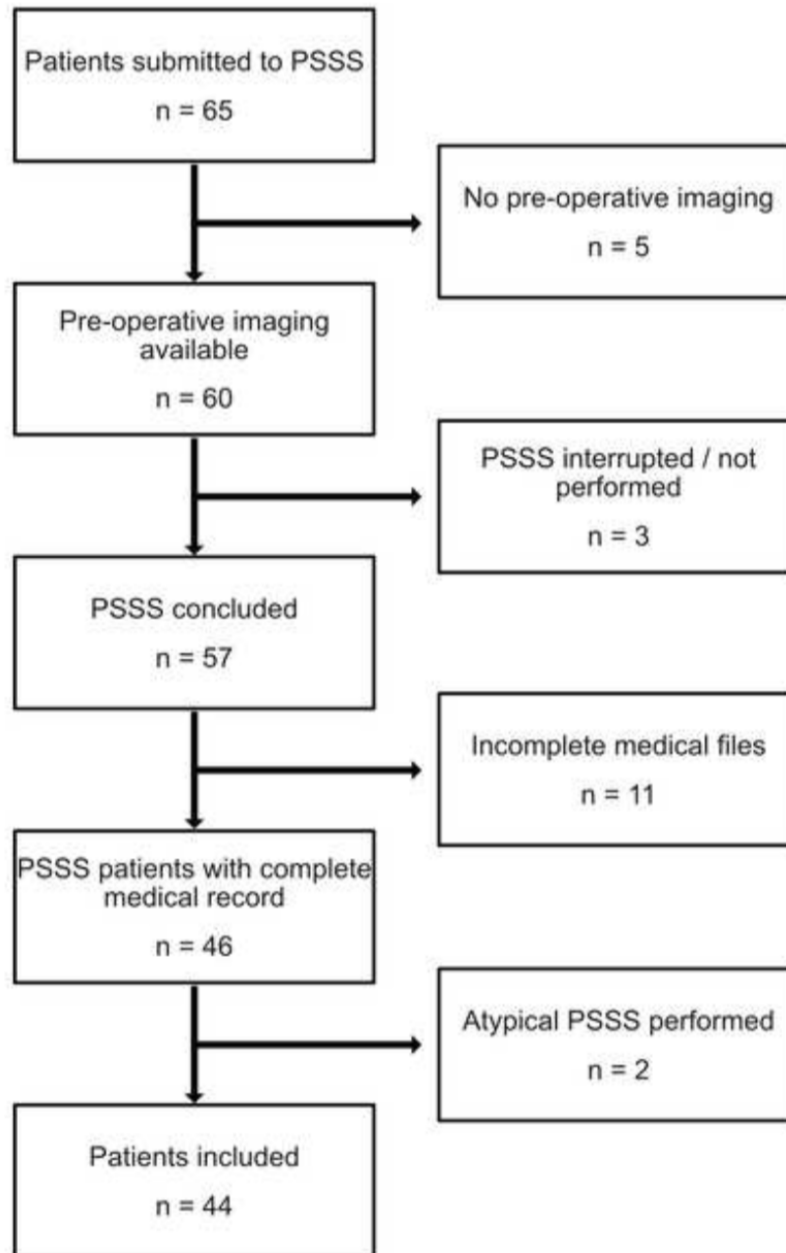 Patients submitted to PSSS
n = 65
No pre-operative imaging
n = 5
Pre-operative imaging
available
n = 60
PSSS interrupted / not
performed
n = 3
PSSS concluded
n = 57
Incomplete medical files
n = 11
PSSS patients with complete
medical record
n = 46
Atypical PSSS performed
n = 2
Patients included
n = 44